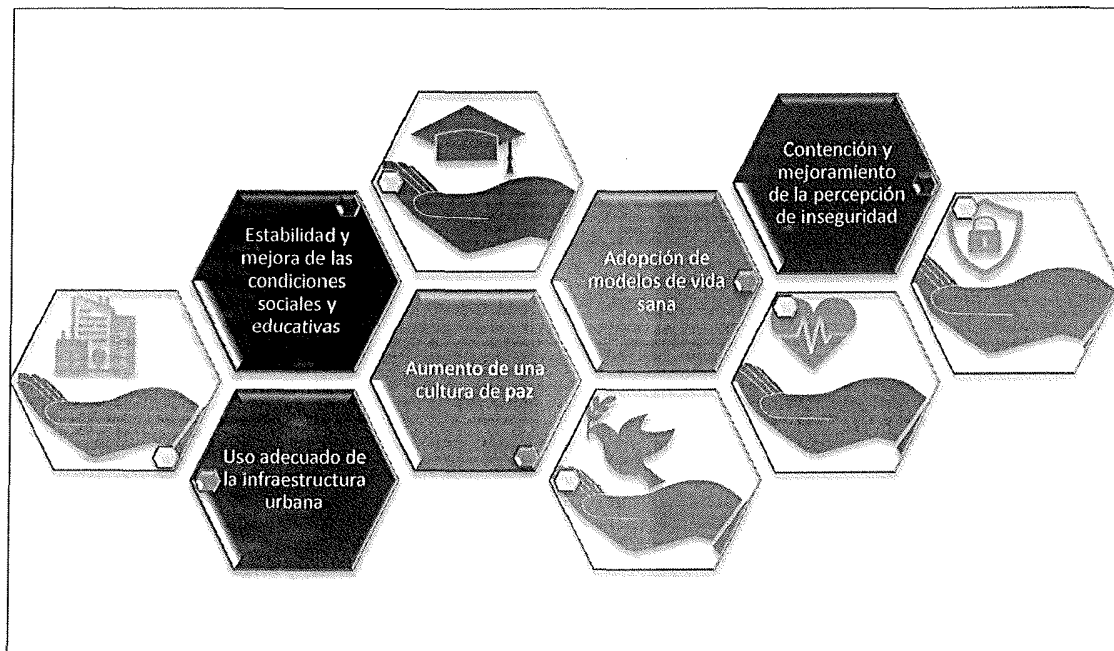 Estabilidad y
mejora de las
condiciones
sociales y
educativas
Uso adecuado de
la infraestructura
urbana
Aumento de una
cultura de paz
Adopción de
modelos de vida
sana
Contención y
mejoramiento
de la percepción
de inseguridad